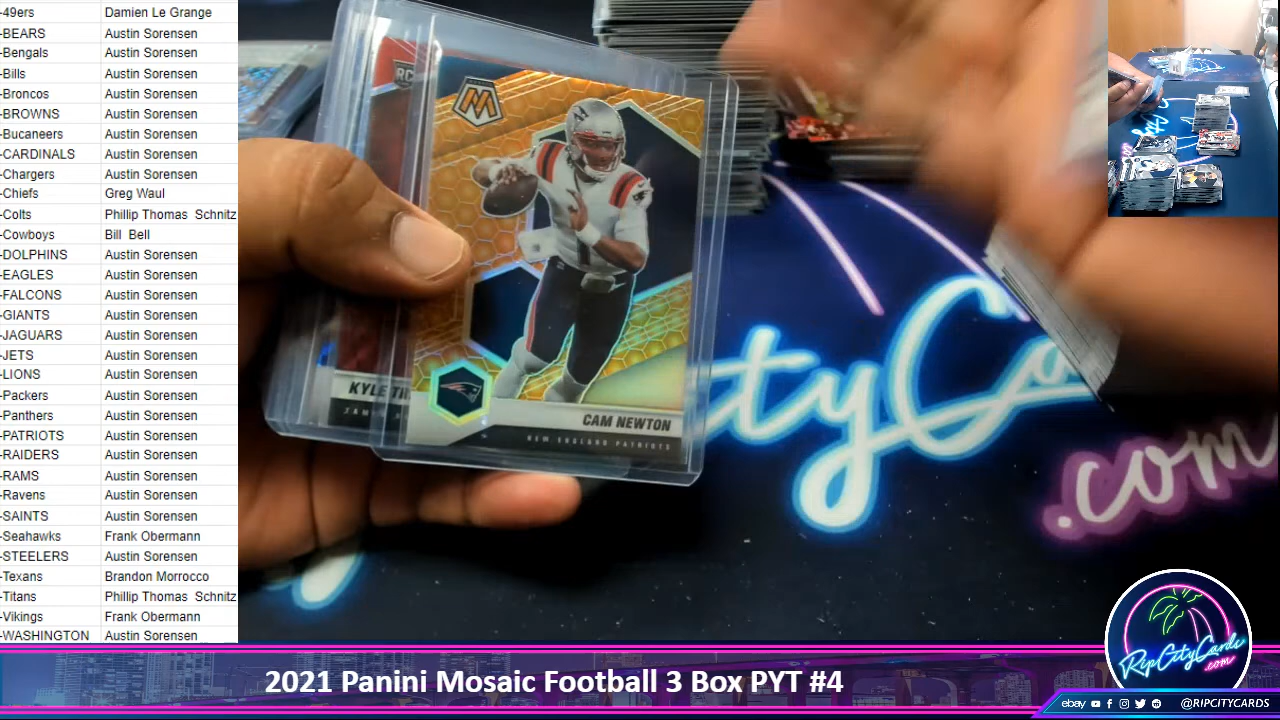 -49ers Damien Le Grange
-BEARS Austin Sorensen
-Bengals Austin Sorensen
-Bills Austin Sorensen
-Broncos Austin Sorensen
-BROWNS Austin Sorensen
-Bucaneers Austin Sorensen
-CARDINALS Austin Sorensen
-Chargers Austin Sorensen
-Chiefs Greg Waul
-Colts Phillip Thomas Schnitz
-Cowboys Bill Bell
-DOLPHINS Austin Sorensen
-EAGLES Austin Sorensen
-FALCONS Austin Sorensen
-GIANTS Austin Sorensen
-JAGUARS Austin Sorensen
-JETS Austin Sorensen
-LIONS Austin Sorensen
-Packers Austin Sorensen
-Panthers Austin Sorensen
-PATRIOTS Austin Sorensen
-RAIDERS Austin Sorensen
-RAMS Austin Sorensen
-Ravens Austin Sorensen
-SAINTS Austin Sorensen
-Seahawks Frank Obermann
-STEELERS Austin Sorensen
-Texans Brandon Morrocco
-Titans Phillip Thomas Schnitz
-Vikings Frank Obermann
-WASHINGTON Austin Sorensen
RC
M
KYLE
CAM NEWTON
NEW ENGLAND PATRIOTS
tyCa
.com
RipCityCards
.com
2021 Panini Mosaic Football 3 Box PYT #4
ebay @RIPCITYCARDS